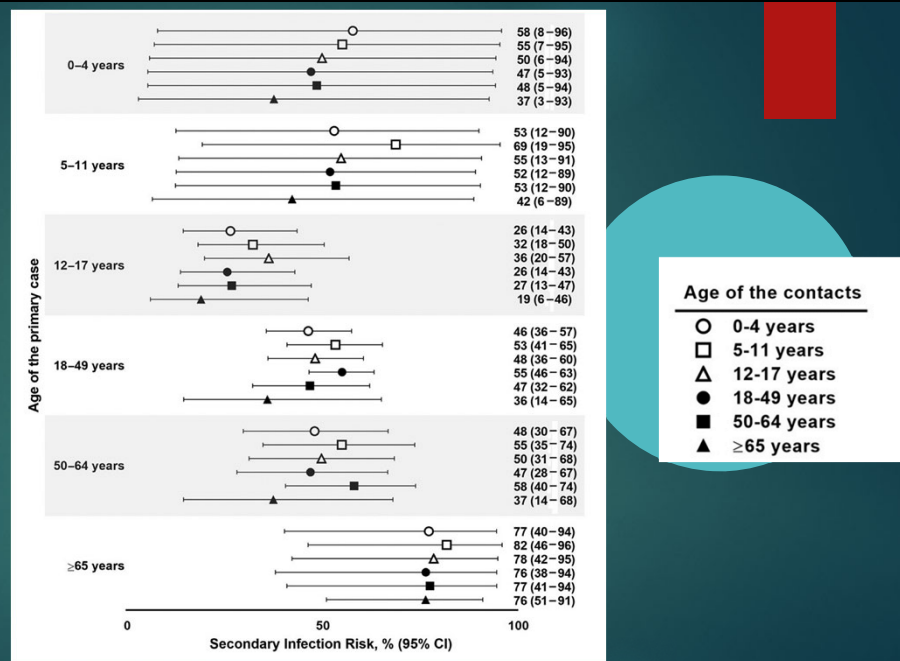 58 (8–96)
55 (7–95)
50 (6–94)
0–4 years
47 (5–93)
48 (5–94)
37 (3–93)
53 (12–90)
69 (19–95)
55 (13–91)
5–11 years
52 (12–89)
53 (12–90)
42 (6–89)
26 (14–43)
32 (18–50)
36 (20–57)
12–17 years
26 (14–43)
27 (13–47)
19 (6–46)
46 (36–57)
53 (41–65)
48 (36–60)
18–49 years
55 (46–63)
47 (32–62)
36 (14–65)
48 (30–67)
55 (35–74)
50 (31–68)
50–64 years
47 (28–67)
58 (40–74)
37 (14–68)
77 (40–94)
82 (46–96)
78 (42–95)
≥65 years
76 (38–94)
77 (41–94)
76 (51–91)
Age of the primary case
0 50 100
Secondary Infection Risk, % (95% CI)
Age of the contacts
0-4 years
5-11 years
12-17 years
18-49 years
50-64 years
≥65 years